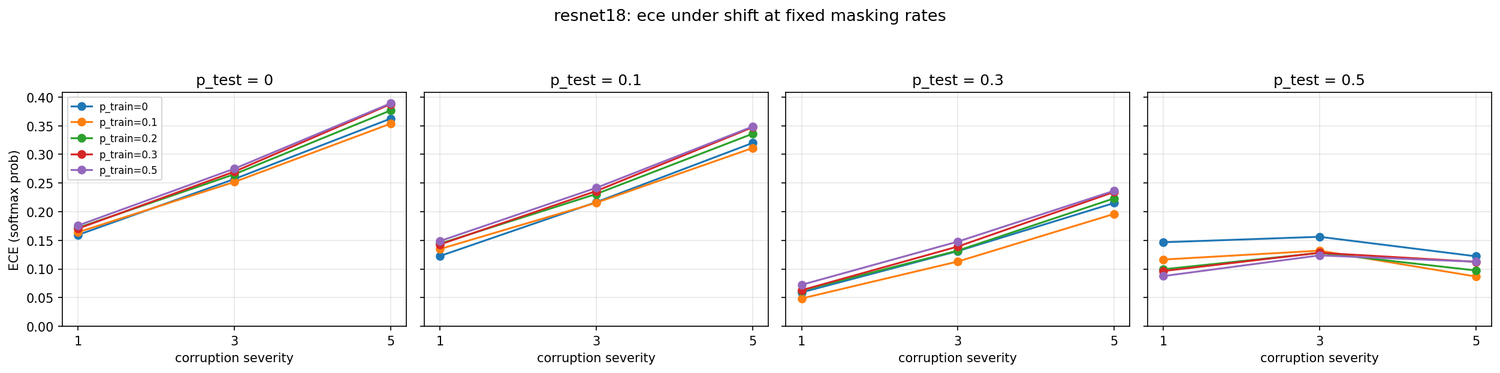 resnet18: ece under shift at fixed masking rates
p_test = 0
p_test = 0.1
p_test = 0.3
p_test = 0.5
ECE (softmax prob)
0.40
0.35
0.30
0.25
0.20
0.15
0.10
0.05
0.00
p_train=0
p_train=0.1
p_train=0.2
p_train=0.3
p_train=0.5
1 3 5
1 3 5
1 3 5
1 3 5
corruption severity
corruption severity
corruption severity
corruption severity